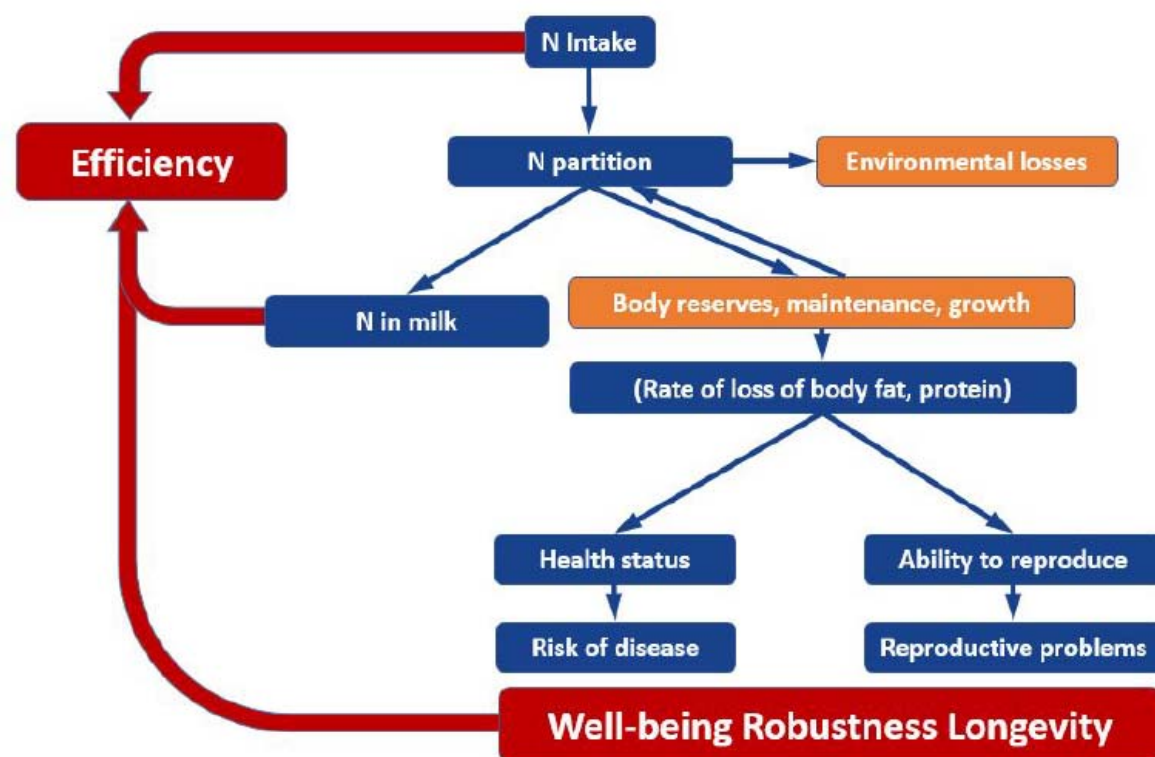 N Intake
Efficiency
N partition
Environmental losses
N in milk
Body reserves, maintenance, growth
(Rate of loss of body fat, protein)
Health status
Ability to reproduce
Risk of disease
Reproductive problems
Well-being Robustness Longevity